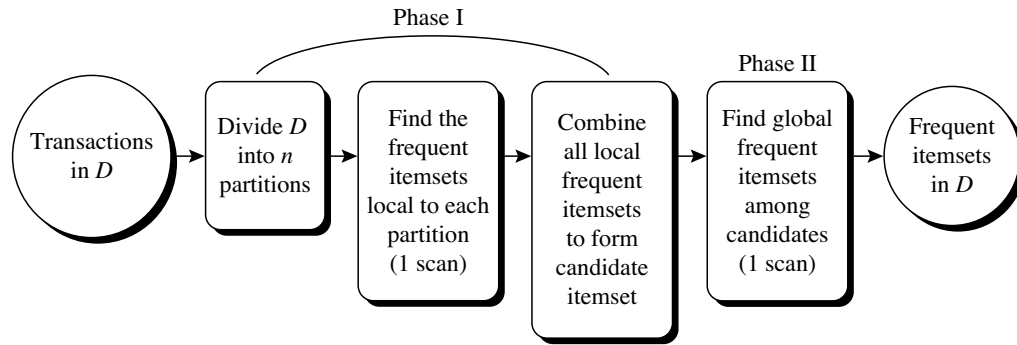 Phase I
Transactions
in D
Divide D
into n
partitions
Find the
frequent
itemsets
local to each
partition
(1 scan)
Combine
all local
frequent
itemsets
to form
candidate
itemset
Phase II
Find global
frequent
itemsets
among
candidates
(1 scan)
Frequent
itemsets
in D